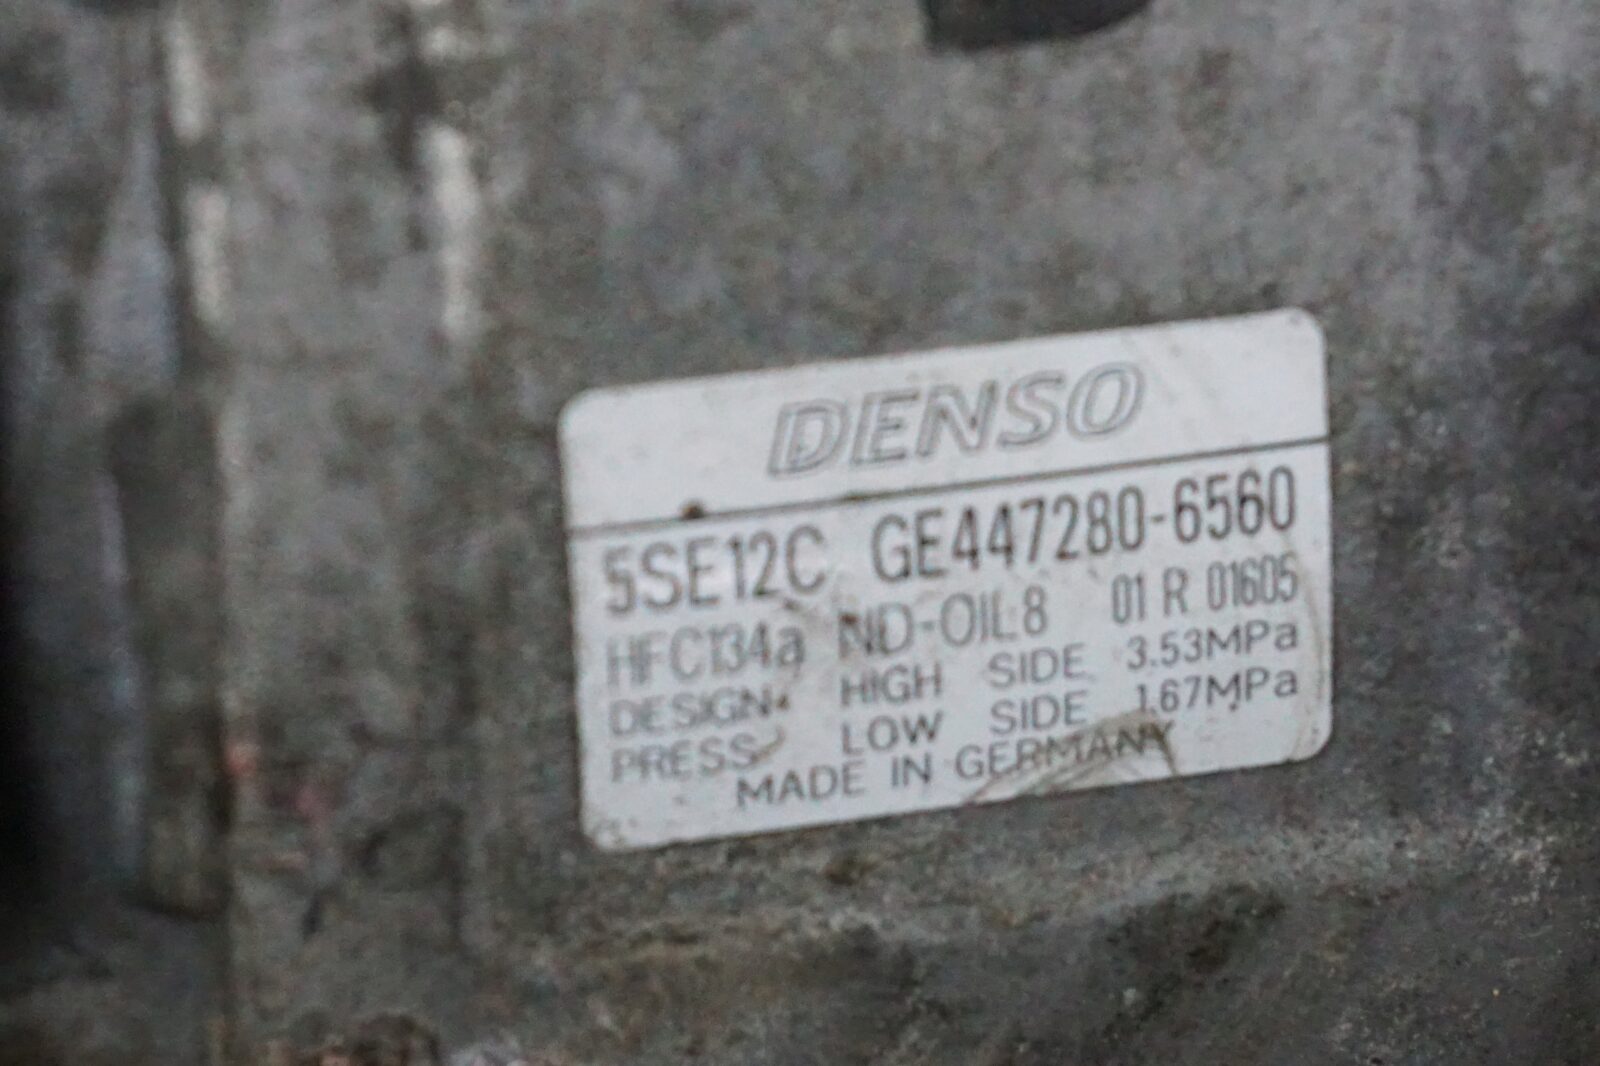 DENSO
5SE12C GE447280-6560
HFC134a ND-OIL8 01 R 01605
DESIGN HIGH SIDE 3.53MPa
PRESS LOW SIDE 1.67MPa
MADE IN GERMANY